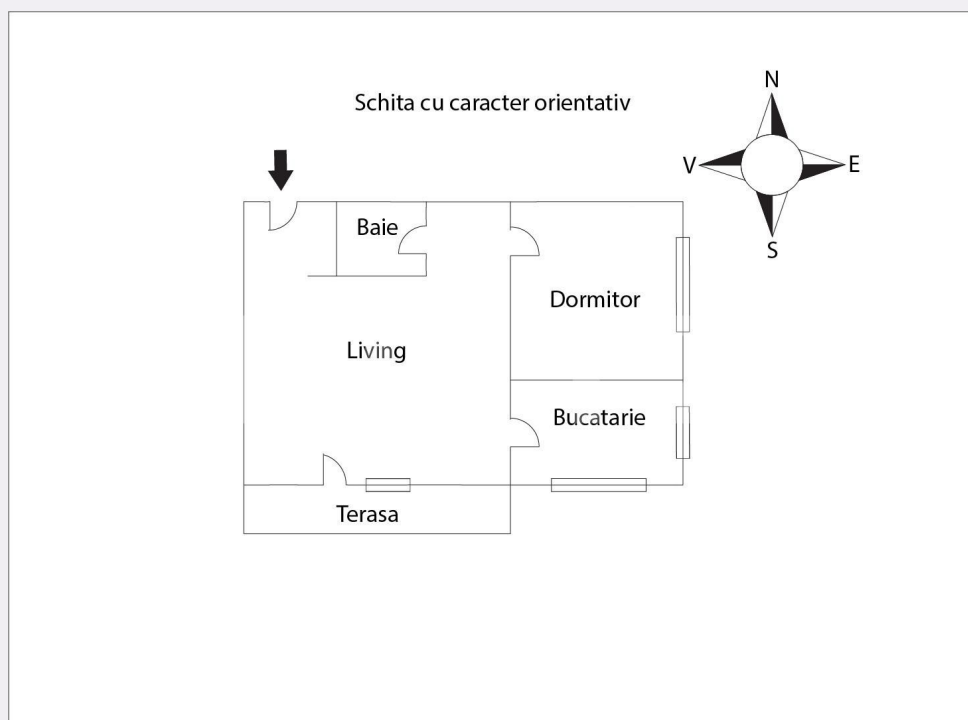 Schita cu caracter orientativ
N
V
E
S
Baie
Dormitor
Living
Bucatarie
Terasa